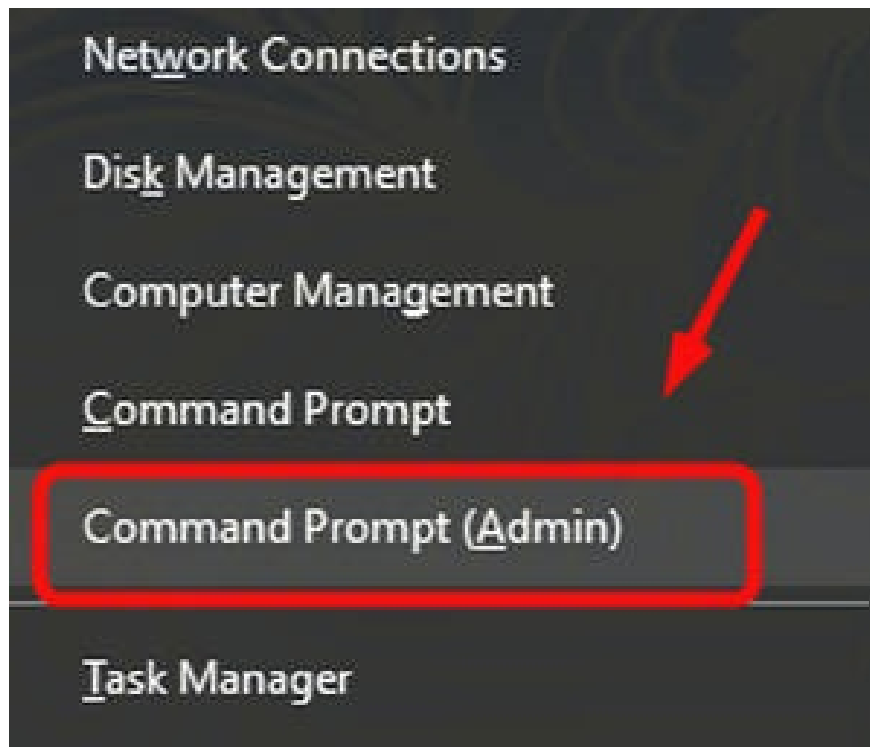 Network Connections
Disk Management
Computer Management
Command Prompt
Command Prompt (Admin)
Task Manager